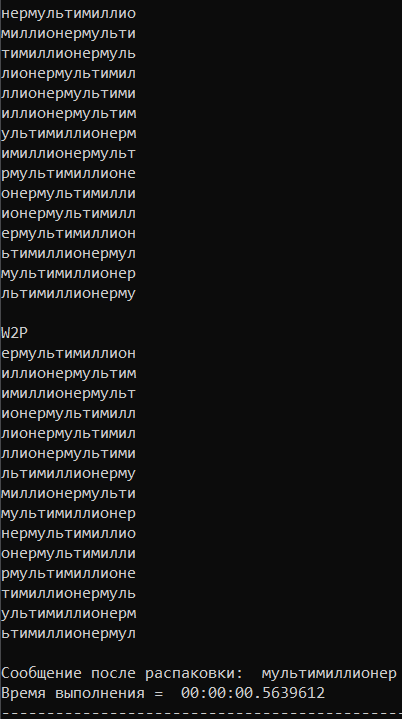 нермультимиллио
миллионермульти
тимиллионермуль
лионермультимил
ллионермультими
иллионермультим
ультимиллионерм
имиллионермульт
рмультимиллионе
онермультимилли
ионермультимилл
ермультимиллион
ьтимиллионермул
мультимиллионер
льтимиллионерму
W2P
ермультимиллион
иллионермультим
имиллионермульт
ионермультимилл
лионермультимил
ллионермультими
льтимиллионерму
миллионермульти
мультимиллионер
нермультимиллио
онермультимилли
рмультимиллионе
тимиллионермуль
ультимиллионерм
ьтимиллионермул
Сообщение после распаковки:  мультимиллионер
Время выполнения =  00:00:00.5639612
--------------------------------------------